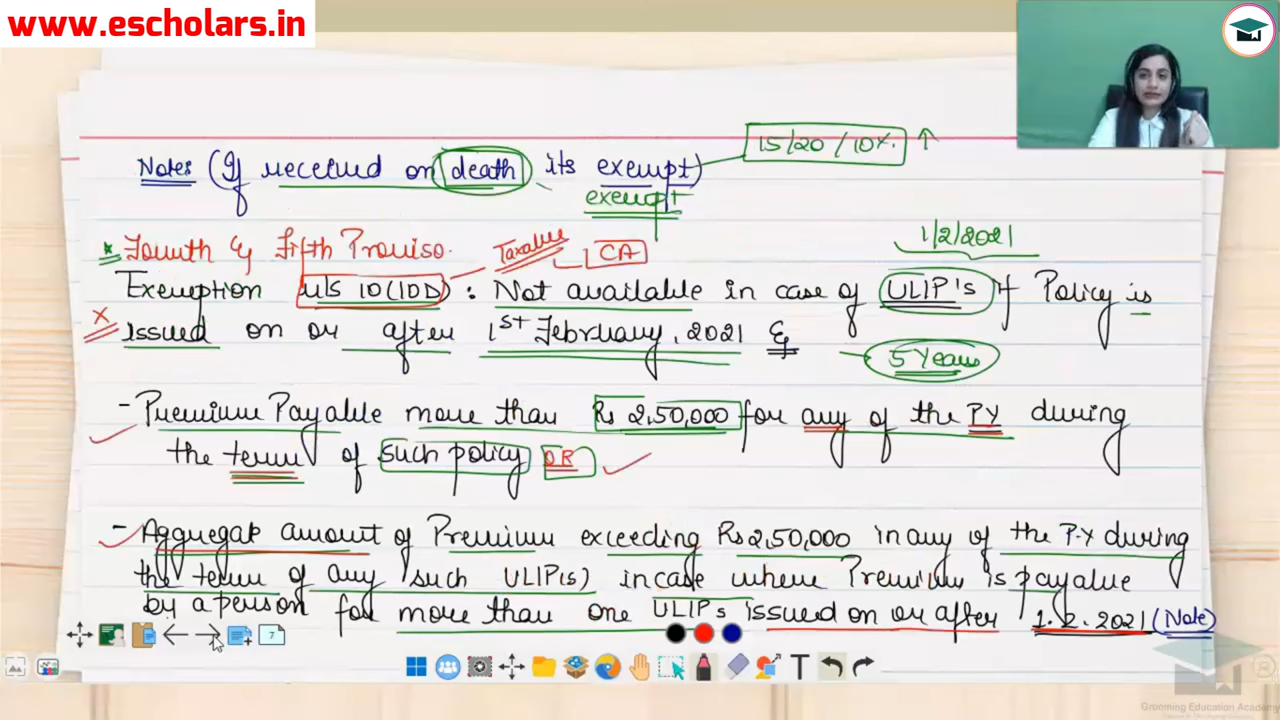 www.escholars.in
15/20/10%. ↑
Notes (If received on death its exempt)
exempt
1/2/2021
* Fourth & Fifth Proviso. Taxable CA
Exemption u/s 10(10D) : Not available in case of ULIP's if Policy is
x issued on or after 1st February, 2021 &
5 Years
- Premium Payable more than Rs 2,50,000 for any of the PY during
the term of such policy OR
- Aggregate amount of Premium exceeding Rs 2,50,000 in any of the P.Y during
the term of any such ULIP(s) incase where Premium is payable
by a person for more than one ULIPs issued on or after 1.2.2021 (Note)
7
T
Grooming Education Academy